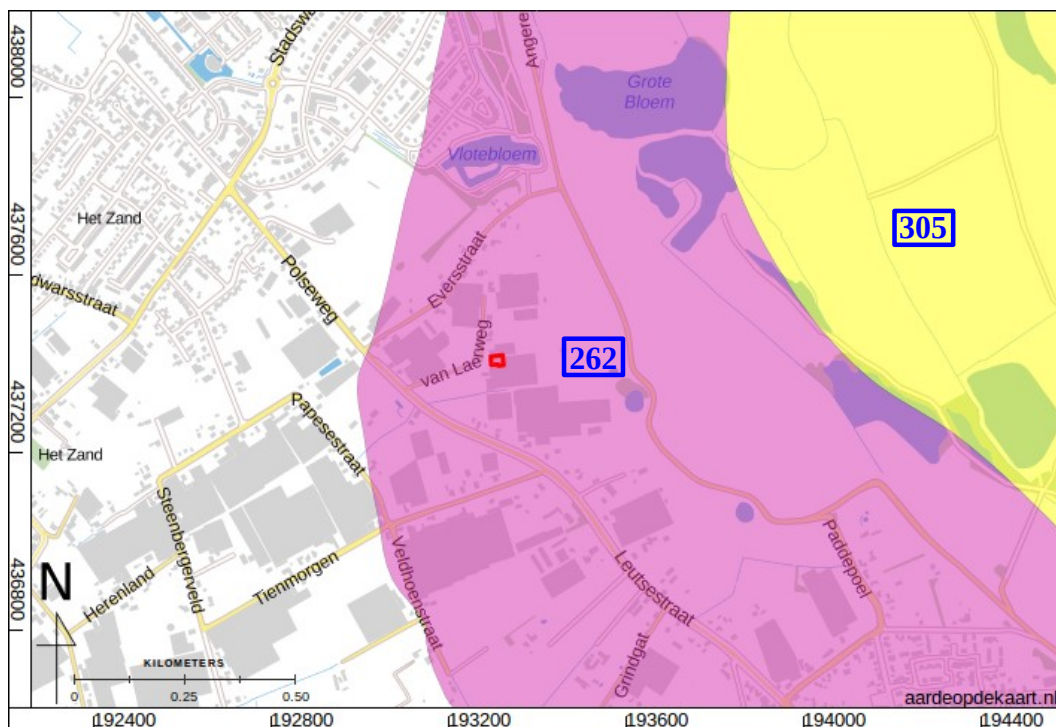 438000
437600
437200
436800
Stadswa
Angere
Grote
Bloem
Vlotebloem
Het Zand
305
dwarsstraat
Polseweg
Eversstraat
van Laerweg
262
Papesestraat
Het Zand
Steenbergerveld
Herenland
Tienmorgen
Veldhoenstraat
Leutsestraat
Paddepoel
Grindgat
N
KILOMETERS
0 0.25 0.50
aardeopdekaart.nl
192400 192800 193200 193600 194000 194400